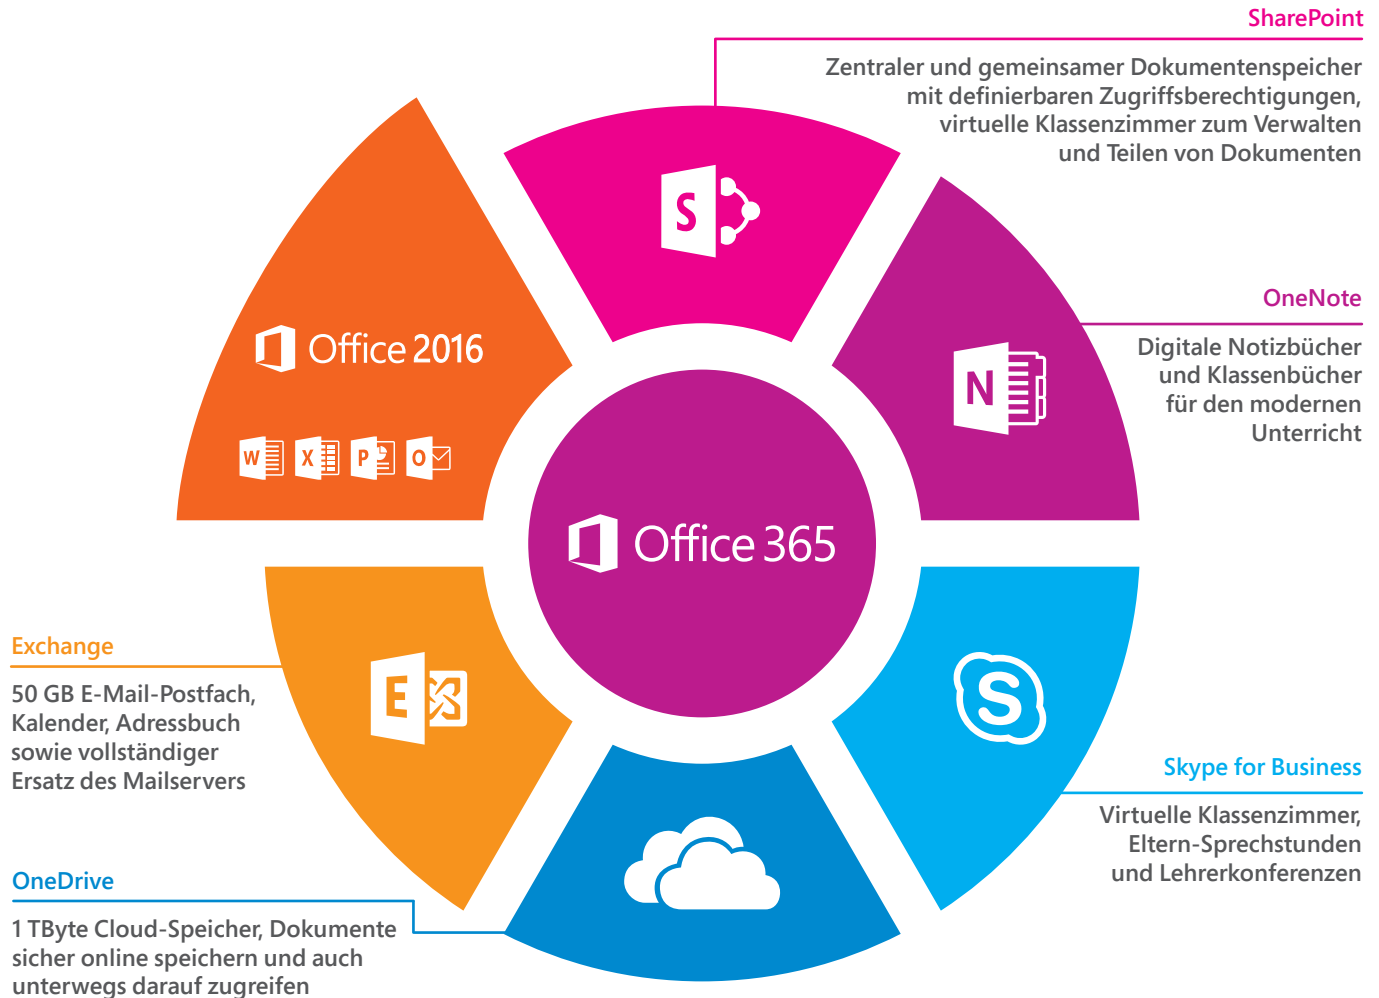 SharePoint
Zentraler und gemeinsamer Dokumentenspeicher
mit definierbaren Zugriffsberechtigungen,
virtuelle Klassenzimmer zum Verwalten
und Teilen von Dokumenten
S
OneNote
Digitale Notizbücher
und Klassenbücher
für den modernen
Unterricht
N
Office 2016
W X P O
Office 365
Exchange
50 GB E-Mail-Postfach,
Kalender, Adressbuch
sowie vollständiger
Ersatz des Mailservers
E
S
Skype for Business
Virtuelle Klassenzimmer,
Eltern-Sprechstunden
und Lehrerkonferenzen
OneDrive
1 TByte Cloud-Speicher, Dokumente
sicher online speichern und auch
unterwegs darauf zugreifen